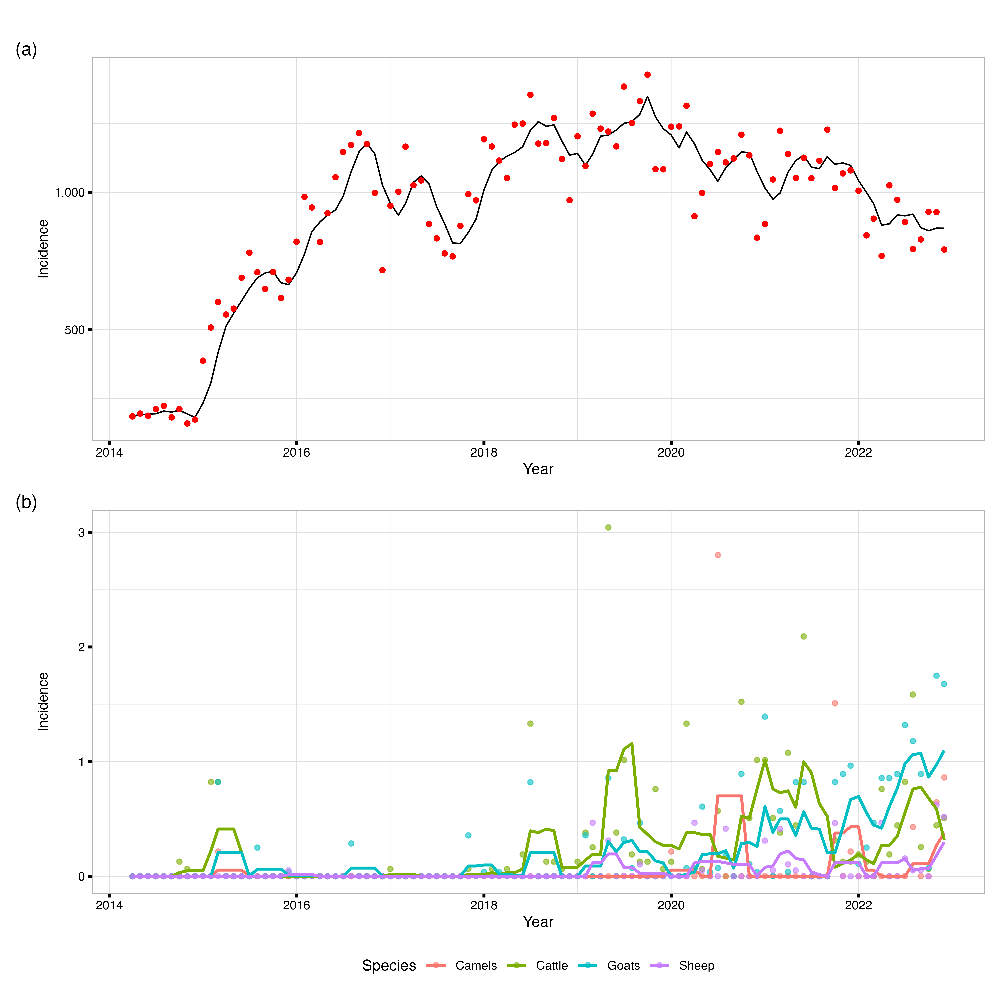 (a)
Incidence
1,000
500
2014 2016 2018 2020 2022
Year
(b)
Incidence
3
2
1
0
2014 2016 2018 2020 2022
Year
Species Camels Cattle Goats Sheep